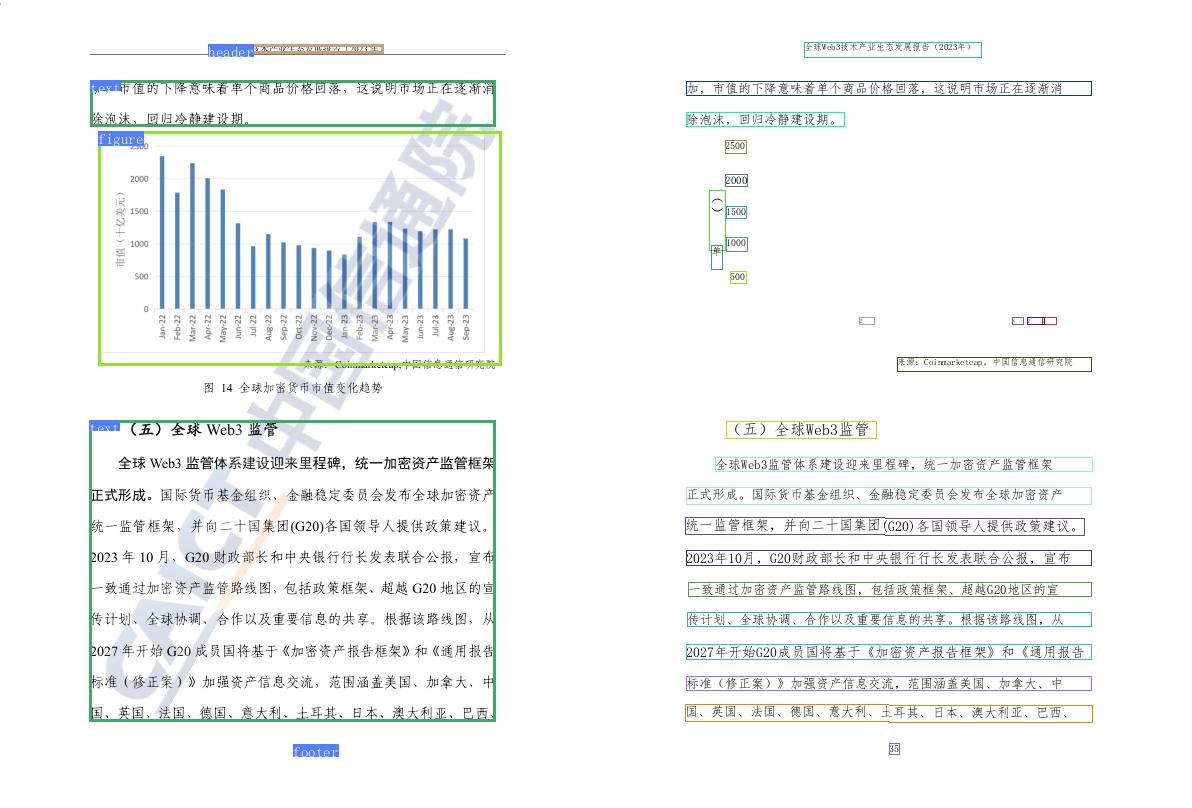 header
text市值的下降意味着单个商品价格回落，这说明市场正在逐渐消
除泡沫，回归冷静建设期。
figure
2500
2000
1500
1000
500
0
市值（十亿美元）
Jan-22 Feb-22 Mar-22 Apr-22 May-22 Jun-22 Jul-22 Aug-22 Sep-22 Oct-22 Nov-22 Dec-22 Jan-23 Feb-23 Mar-23 Apr-23 May-23 Jun-23 Jul-23 Aug-23 Sep-23
来源：Coinmarketcap,中国信息通信研究院
图 14 全球加密货币市值变化趋势
text
（五）全球 Web3 监管
全球 Web3 监管体系建设迎来里程碑，统一加密资产监管框架
正式形成。国际货币基金组织、金融稳定委员会发布全球加密资产
统一监管框架，并向二十国集团(G20)各国领导人提供政策建议。
2023 年 10 月，G20 财政部长和中央银行行长发表联合公报，宣布
一致通过加密资产监管路线图，包括政策框架、超越 G20 地区的宣
传计划、全球协调、合作以及重要信息的共享。根据该路线图，从
2027 年开始 G20 成员国将基于《加密资产报告框架》和《通用报告
标准（修正案）》加强资产信息交流，范围涵盖美国、加拿大、中
国、英国、法国、德国、意大利、土耳其、日本、澳大利亚、巴西、
footer
CAICT 中国信通院
全球Web3技术产业生态发展报告（2023年）
加，市值的下降意味着单个商品价格回落，这说明市场正在逐渐消
除泡沫，回归冷静建设期。
2500
2000
1500
1000
500
（）
来源：Coinmarketcap，中国信息通信研究院
（五）全球Web3监管
全球Web3监管体系建设迎来里程碑，统一加密资产监管框架
正式形成。国际货币基金组织、金融稳定委员会发布全球加密资产
统一监管框架，并向二十国集团(G20)各国领导人提供政策建议。
2023年10月，G20财政部长和中央银行行长发表联合公报，宣布
一致通过加密资产监管路线图，包括政策框架、超越G20地区的宣
传计划、全球协调、合作以及重要信息的共享。根据该路线图，从
2027年开始G20成员国将基于《加密资产报告框架》和《通用报告
标准（修正案）》加强资产信息交流，范围涵盖美国、加拿大、中
国、英国、法国、德国、意大利、土耳其、日本、澳大利亚、巴西、
35